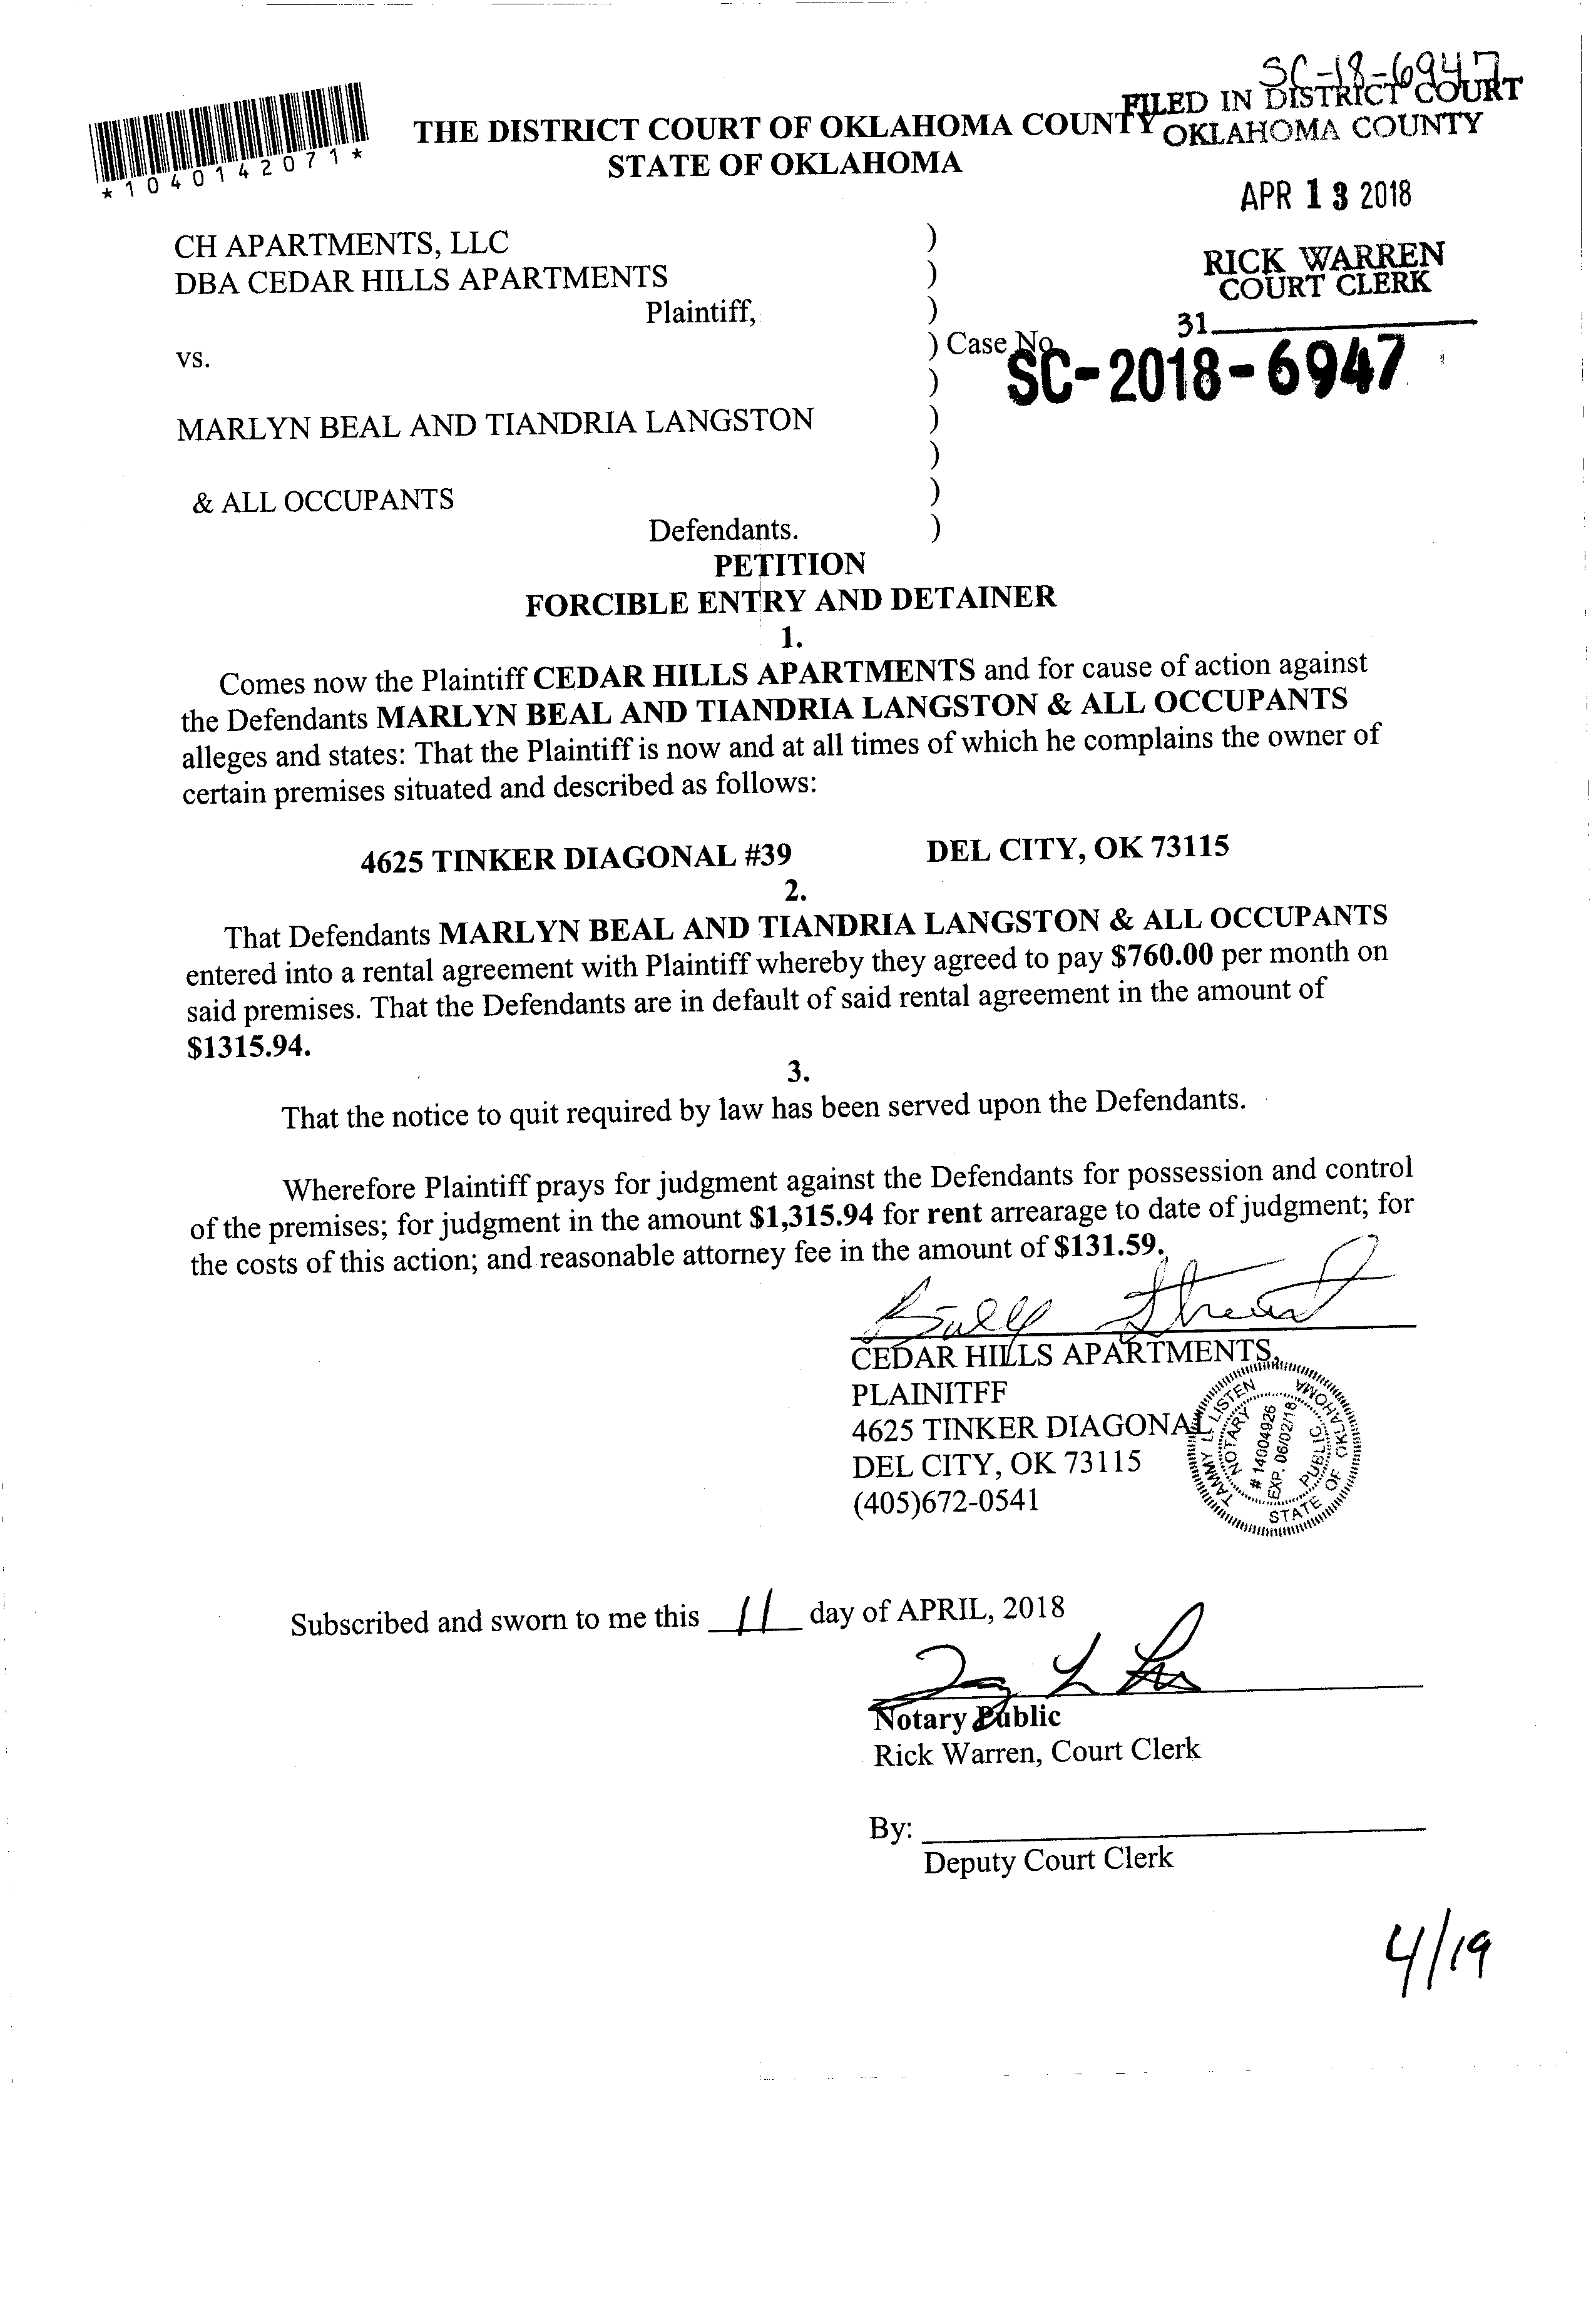 SC-18-6947
FILED IN DISTRICT COURT
OKLAHOMA COUNTY
*1040142071*
THE DISTRICT COURT OF OKLAHOMA COUNTY
STATE OF OKLAHOMA
APR 13 2018
RICK WARREN
COURT CLERK
31
CH APARTMENTS, LLC )
DBA CEDAR HILLS APARTMENTS )
Plaintiff, )
vs. ) Case No.
SC-2018-6947
)
MARLYN BEAL AND TIANDRIA LANGSTON )
)
& ALL OCCUPANTS )
Defendants. )
PETITION
FORCIBLE ENTRY AND DETAINER
1.
Comes now the Plaintiff CEDAR HILLS APARTMENTS and for cause of action against
the Defendants MARLYN BEAL AND TIANDRIA LANGSTON & ALL OCCUPANTS
alleges and states: That the Plaintiff is now and at all times of which he complains the owner of
certain premises situated and described as follows:
4625 TINKER DIAGONAL #39 DEL CITY, OK 73115
2.
That Defendants MARLYN BEAL AND TIANDRIA LANGSTON & ALL OCCUPANTS
entered into a rental agreement with Plaintiff whereby they agreed to pay $760.00 per month on
said premises. That the Defendants are in default of said rental agreement in the amount of
$1315.94.
3.
That the notice to quit required by law has been served upon the Defendants.
Wherefore Plaintiff prays for judgment against the Defendants for possession and control
of the premises; for judgment in the amount $1,315.94 for rent arrearage to date of judgment; for
the costs of this action; and reasonable attorney fee in the amount of $131.59.
CEDAR HILLS APARTMENTS,
PLAINITFF
4625 TINKER DIAGONAL
DEL CITY, OK 73115
(405)672-0541
TAMMY L. LISTEN
NOTARY
# 14004926
EXP. 06/02/18
PUBLIC
STATE OF OKLAHOMA
Subscribed and sworn to me this 11 day of APRIL, 2018
Notary Public
Rick Warren, Court Clerk
By:
Deputy Court Clerk
4/19